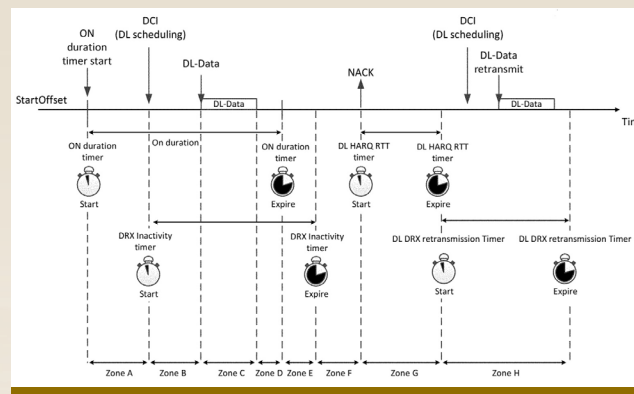 DCI
(DL scheduling)
DCI
(DL scheduling)
ON
duration
timer start
DL-Data
NACK
DL-Data
retransmit
StartOffset
DL-Data
DL-Data
ON duration
timer
On duration
ON duration
timer
DL HARQ RTT
timer
DL HARQ RTT
timer
Start
Expire
Start
Expire
DRX Inactivity
timer
DRX Inactivity
timer
DL DRX retransmission Timer
DL DRX retransmission Timer
Start
Expire
Start
Expire
Zone A
Zone B
Zone C
Zone D
Zone E
Zone F
Zone G
Zone H